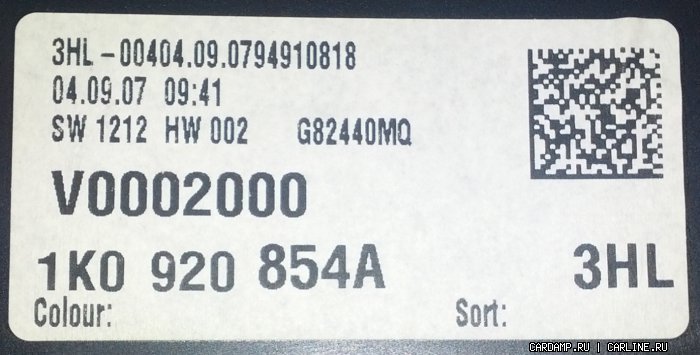 3HL-00404.09.0794910818
04.09.07 09:41
SW 1212 HW 002 G82440MQ
V0002000
1K0 920 854A 3HL
Colour: Sort:
CARDAMP.RU | CARLINE.RU